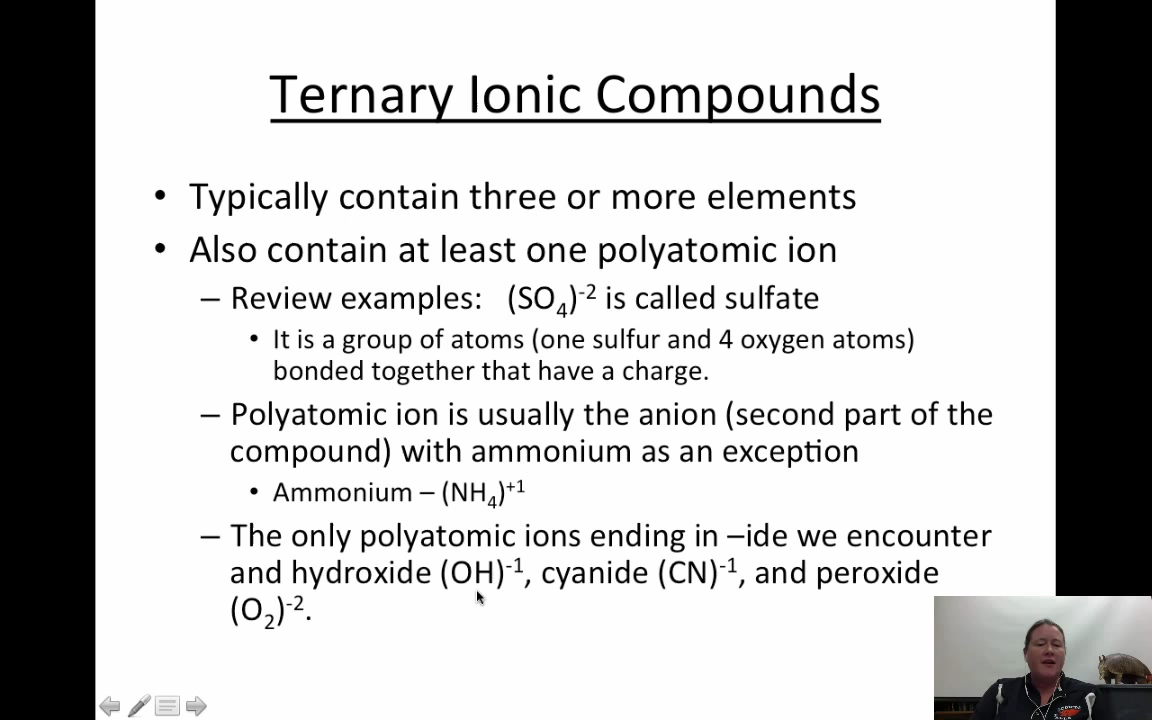 Ternary Ionic Compounds
• Typically contain three or more elements
• Also contain at least one polyatomic ion
– Review examples: (SO₄)⁻² is called sulfate
• It is a group of atoms (one sulfur and 4 oxygen atoms)
bonded together that have a charge.
– Polyatomic ion is usually the anion (second part of the
compound) with ammonium as an exception
• Ammonium – (NH₄)⁺¹
– The only polyatomic ions ending in –ide we encounter
and hydroxide (OH)⁻¹, cyanide (CN)⁻¹, and peroxide
(O₂)⁻².